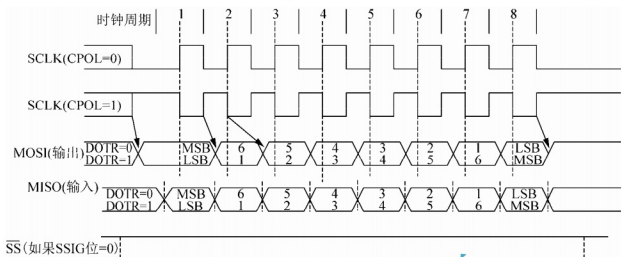 时钟周期 1 2 3 4 5 6 7 8
SCLK(CPOL=0)
SCLK(CPOL=1)
MOSI(输出) DOTR=0 MSB 6 5 4 3 2 1 LSB
DOTR=1 LSB 1 2 3 4 5 6 MSB
MISO(输入) DOTR=0 MSB 6 5 4 3 2 1 LSB
DOTR=1 LSB 1 2 3 4 5 6 MSB
SS(如果SSIG位=0)